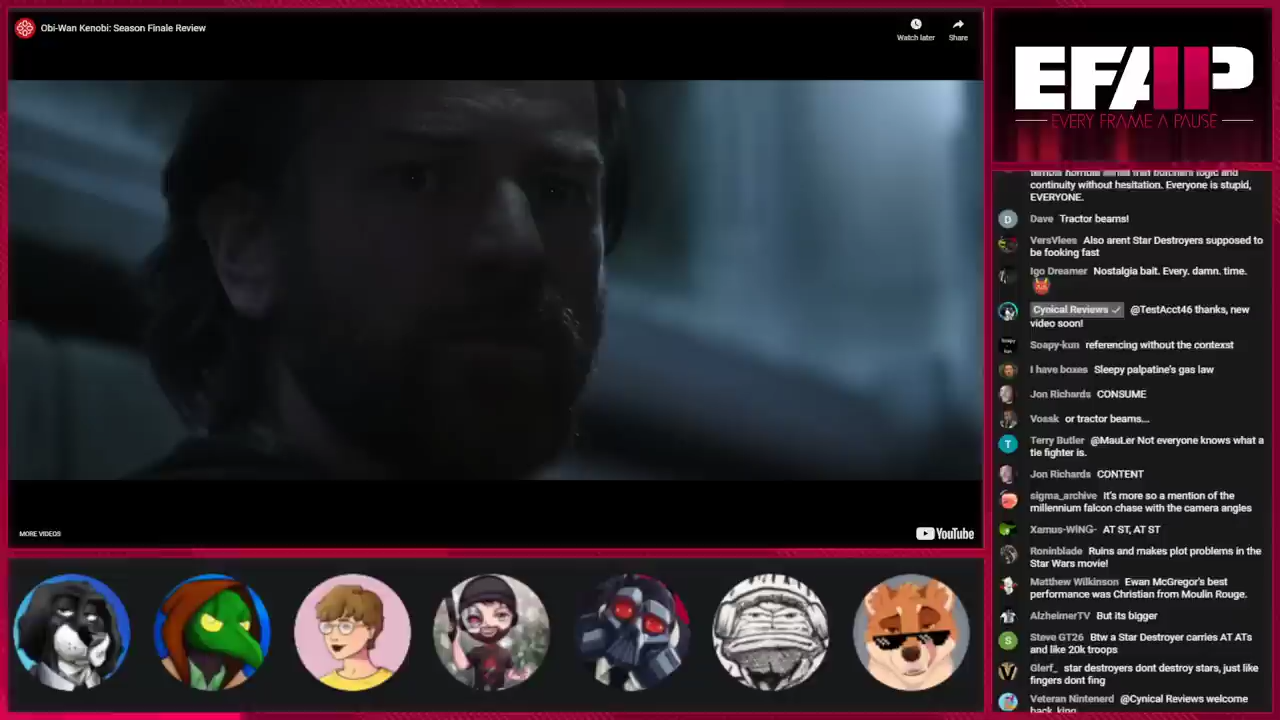 Obi-Wan Kenobi: Season Finale Review
Watch later
Share
MORE VIDEOS
YouTube
EFAP
EVERY FRAME A PAUSE
logic and
continuity without hesitation. Everyone is stupid,
EVERYONE.
D
Dave Tractor beams!
VersVlees Also arent Star Destroyers supposed to
be fooking fast
Igo Dreamer Nostalgia bait. Every. damn. time.
Cynical Reviews @TestAcct46 thanks, new
video soon!
Soapy-kun referencing without the contexst
I have boxes Sleepy palpatine's gas law
Jon Richards CONSUME
Voask or tractor beams...
T
Terry Butler @MauLer Not everyone knows what a
tie fighter is.
Jon Richards CONTENT
sigma_archive It's more so a mention of the
millennium falcon chase with the camera angles
Xamus-WING- AT ST, AT ST
Roninblade Ruins and makes plot problems in the
Star Wars movie!
Matthew Wilkinson Ewan McGregor's best
performance was Christian from Moulin Rouge.
AlzheimerTV But its bigger
S
Steve GT26 Btw a Star Destroyer carries AT ATs
and like 20k troops
Glerf_ star destroyers dont destroy stars, just like
fingers dont fing
Veteran Nintenerd @Cynical Reviews welcome
back, king